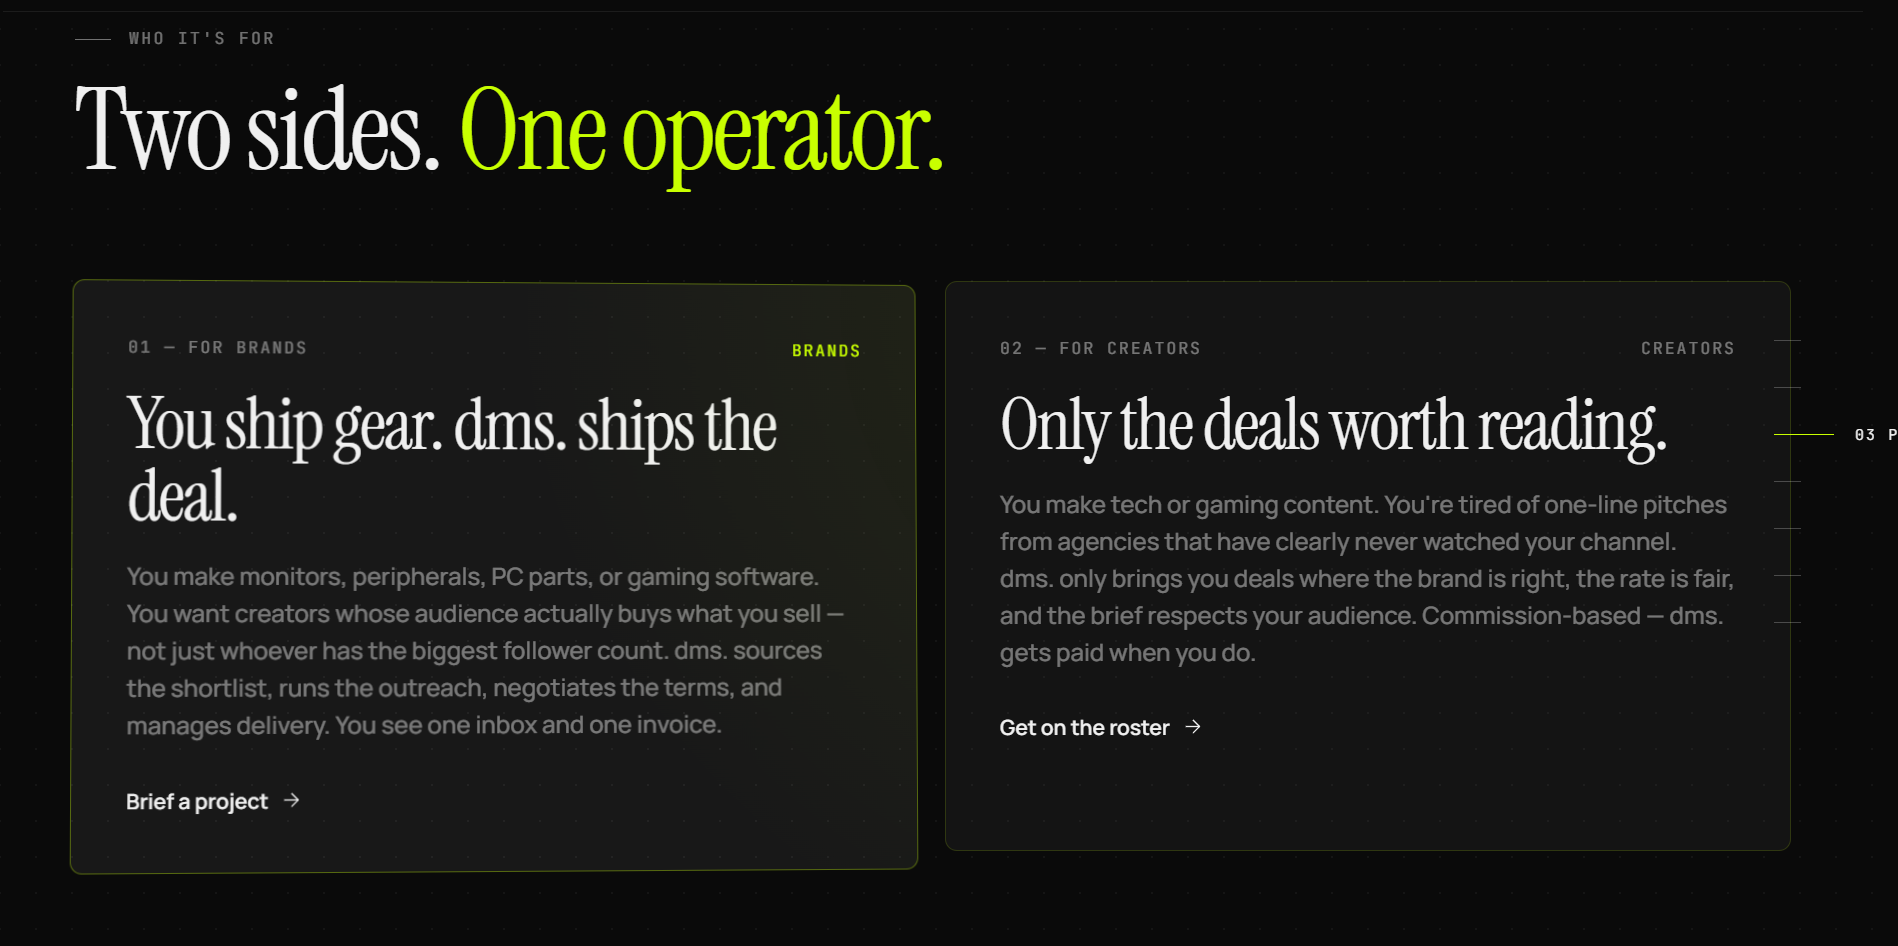 WHO IT'S FOR
Two sides. One operator.
01 — FOR BRANDS
BRANDS
You ship gear. dms. ships the
deal.
You make monitors, peripherals, PC parts, or gaming software.
You want creators whose audience actually buys what you sell —
not just whoever has the biggest follower count. dms. sources
the shortlist, runs the outreach, negotiates the terms, and
manages delivery. You see one inbox and one invoice.
Brief a project →
02 — FOR CREATORS
CREATORS
Only the deals worth reading.
You make tech or gaming content. You're tired of one-line pitches
from agencies that have clearly never watched your channel.
dms. only brings you deals where the brand is right, the rate is fair,
and the brief respects your audience. Commission-based — dms.
gets paid when you do.
Get on the roster →
03 P